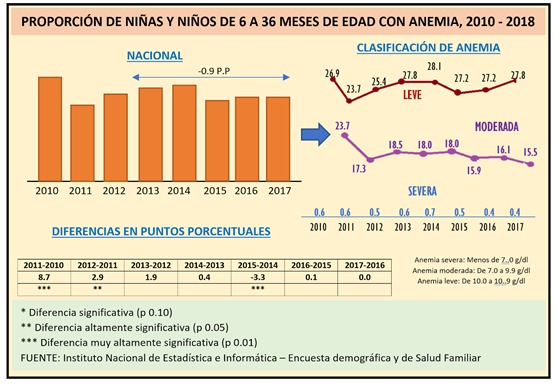 PROPORCIÓN DE NIÑAS Y NIÑOS DE 6 A 36 MESES DE EDAD CON ANEMIA, 2010 - 2018
NACIONAL
-0.9 P.P
2010 2011 2012 2013 2014 2015 2016 2017
CLASIFICACIÓN DE ANEMIA
26.9 23.7 25.4 27.8 28.1 27.2 27.2 27.8
LEVE
MODERADA
23.7 17.3 18.5 18.0 18.0 15.9 16.1 15.5
SEVERA
0.6 0.6 0.5 0.6 0.7 0.5 0.4 0.4
2010 2011 2012 2013 2014 2015 2016 2017
DIFERENCIAS EN PUNTOS PORCENTUALES
2011-2010 2012-2011 2013-2012 2014-2013 2015-2014 2016-2015 2017-2016
8.7 2.9 1.9 0.4 -3.3 0.1 0.0
*** ** ***
Anemia severa: Menos de 7..0 g/dl
Anemia moderada: De 7.0 a 9.9 g/dl
Anemia leve: De 10.0 a 10..9 g/dl
* Diferencia significativa (p 0.10)
** Diferencia altamente significativa (p 0.05)
*** Diferencia muy altamente significativa (p 0.01)
FUENTE: Instituto Nacional de Estadística e Informática – Encuesta demográfica y de Salud Familiar